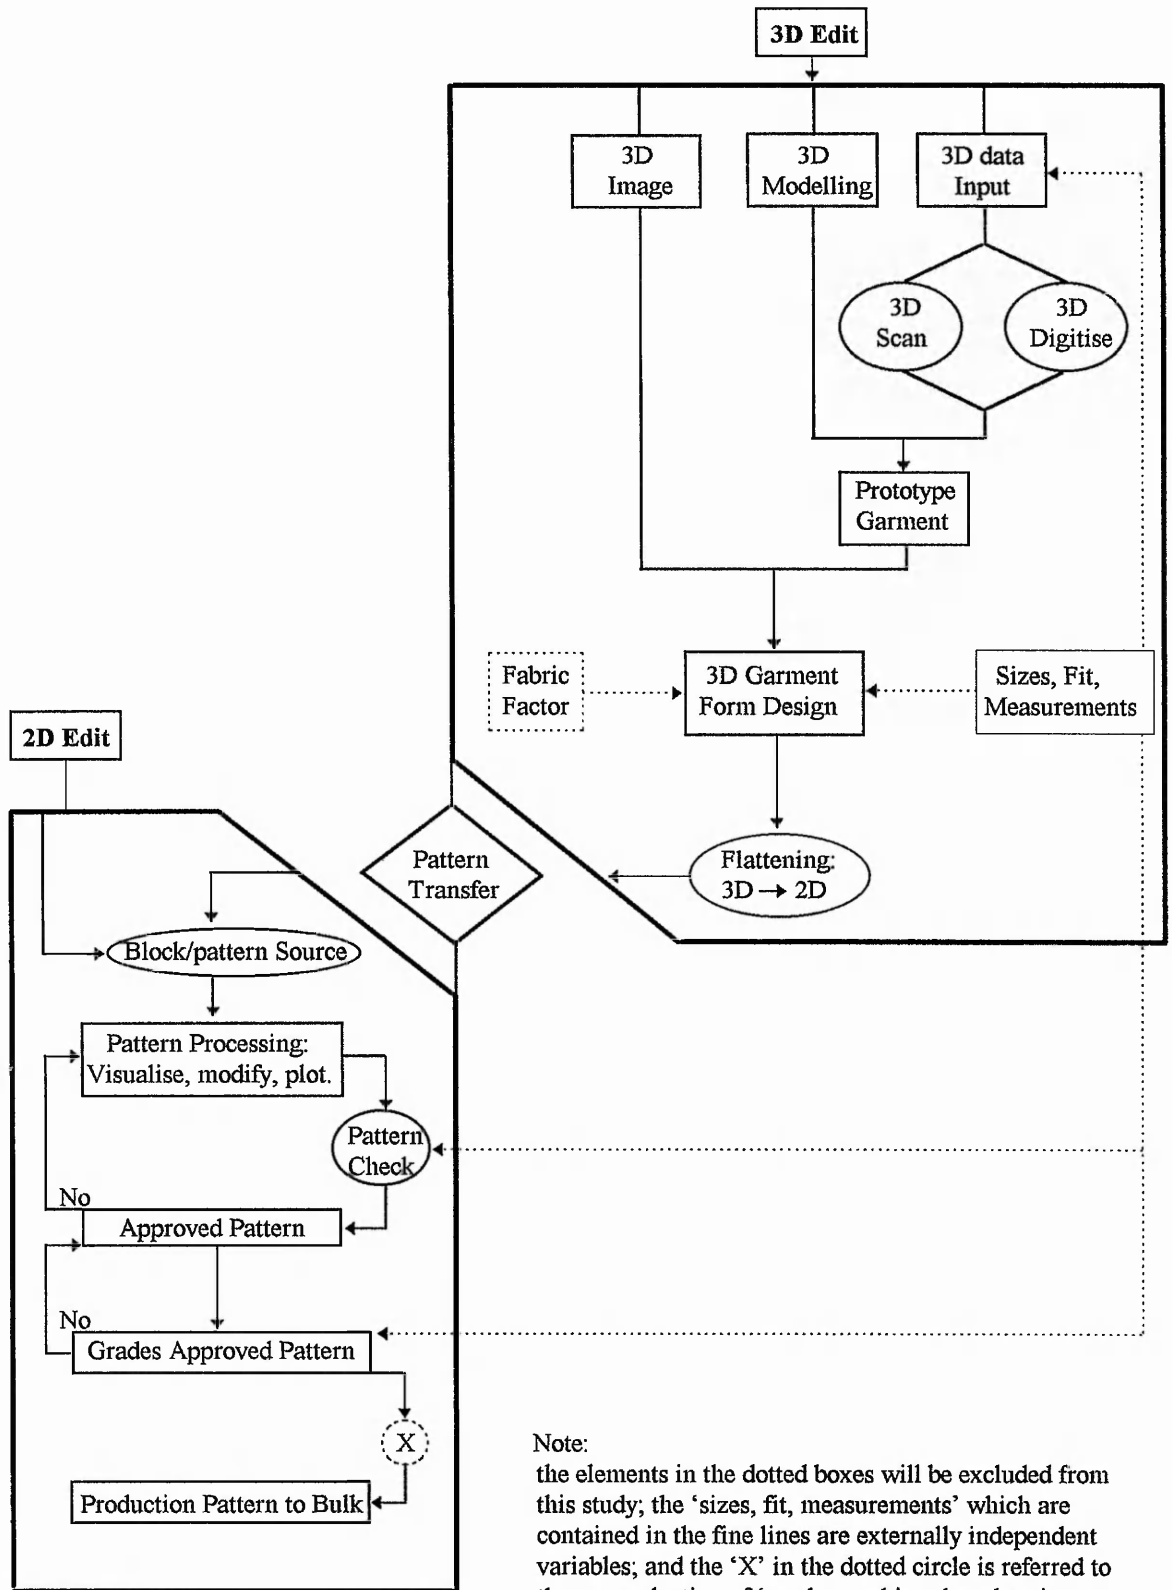 3D Edit
3D
Image
3D
Modelling
3D data
Input
3D
Scan
3D
Digitise
Prototype
Garment
Fabric
Factor
3D Garment
Form Design
Sizes, Fit,
Measurements
2D Edit
Pattern
Transfer
Flattening:
3D → 2D
Block/pattern Source
Pattern Processing:
Visualise, modify, plot.
Pattern
Check
No
Approved Pattern
No
Grades Approved Pattern
X
Production Pattern to Bulk
Note:
the elements in the dotted boxes will be excluded from
this study; the ‘sizes, fit, measurements’ which are
contained in the fine lines are externally independent
variables; and the ‘X’ in the dotted circle is referred to